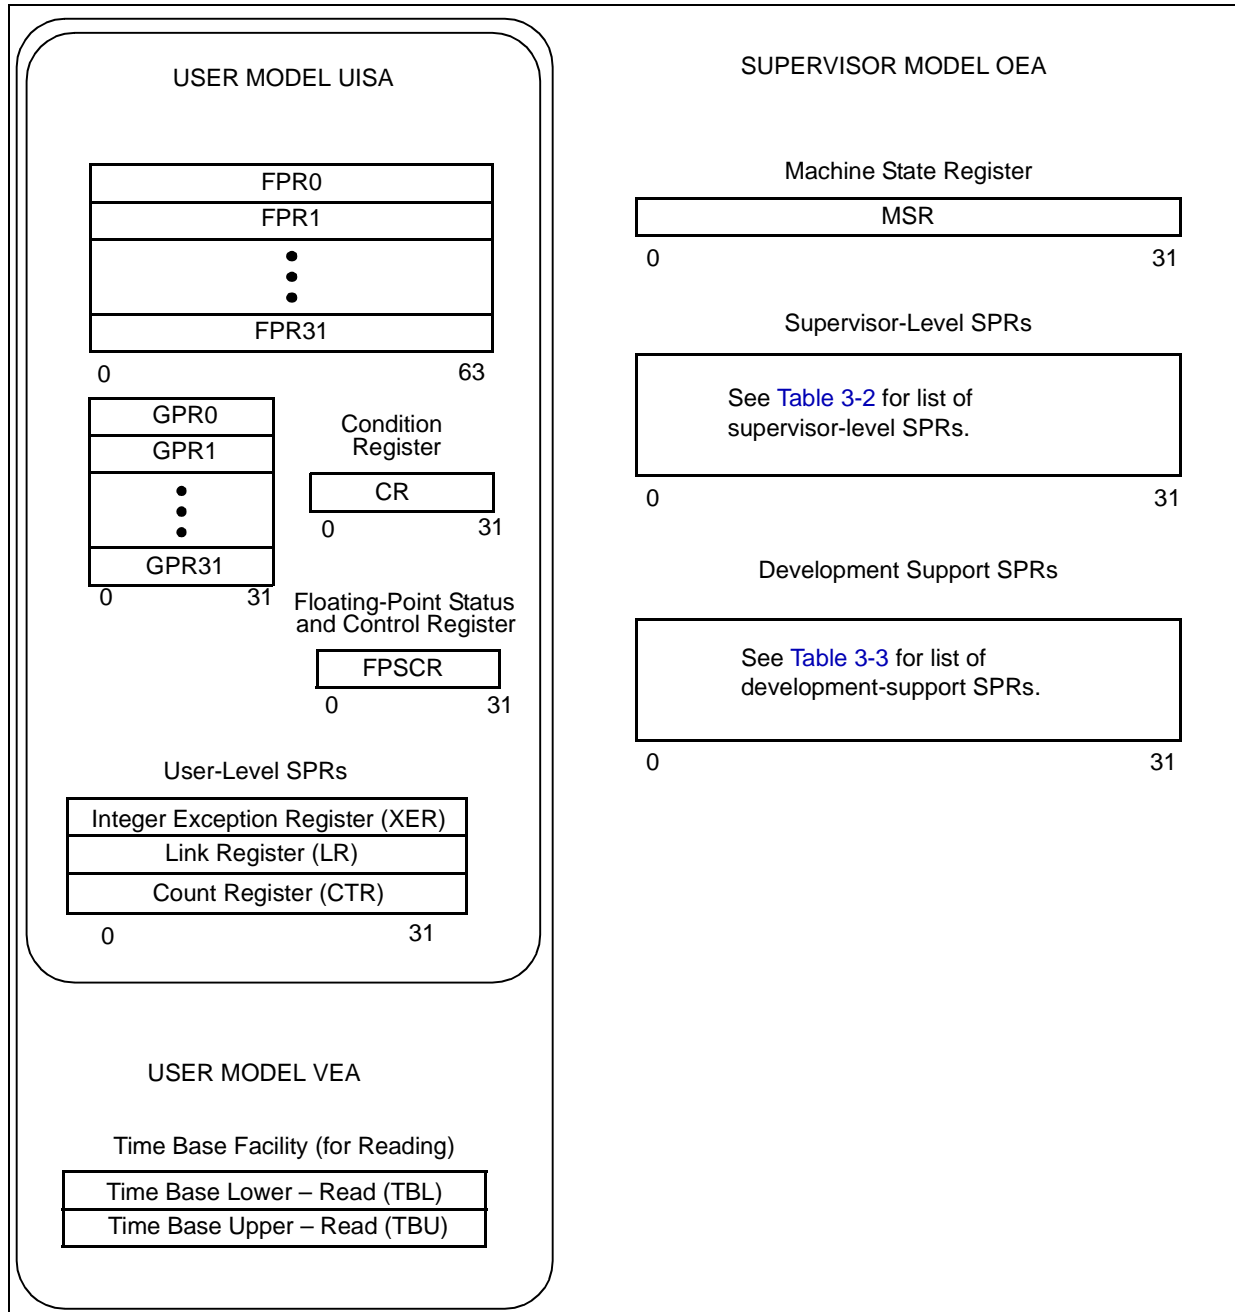 USER MODEL UISA
FPR0
FPR1
FPR31
0 63
GPR0
GPR1
GPR31
0 31
Condition
Register
CR
0 31
Floating-Point Status
and Control Register
FPSCR
0 31
User-Level SPRs
Integer Exception Register (XER)
Link Register (LR)
Count Register (CTR)
0 31
USER MODEL VEA
Time Base Facility (for Reading)
Time Base Lower – Read (TBL)
Time Base Upper – Read (TBU)
SUPERVISOR MODEL OEA
Machine State Register
MSR
0 31
Supervisor-Level SPRs
See Table 3-2 for list of
supervisor-level SPRs.
0 31
Development Support SPRs
See Table 3-3 for list of
development-support SPRs.
0 31